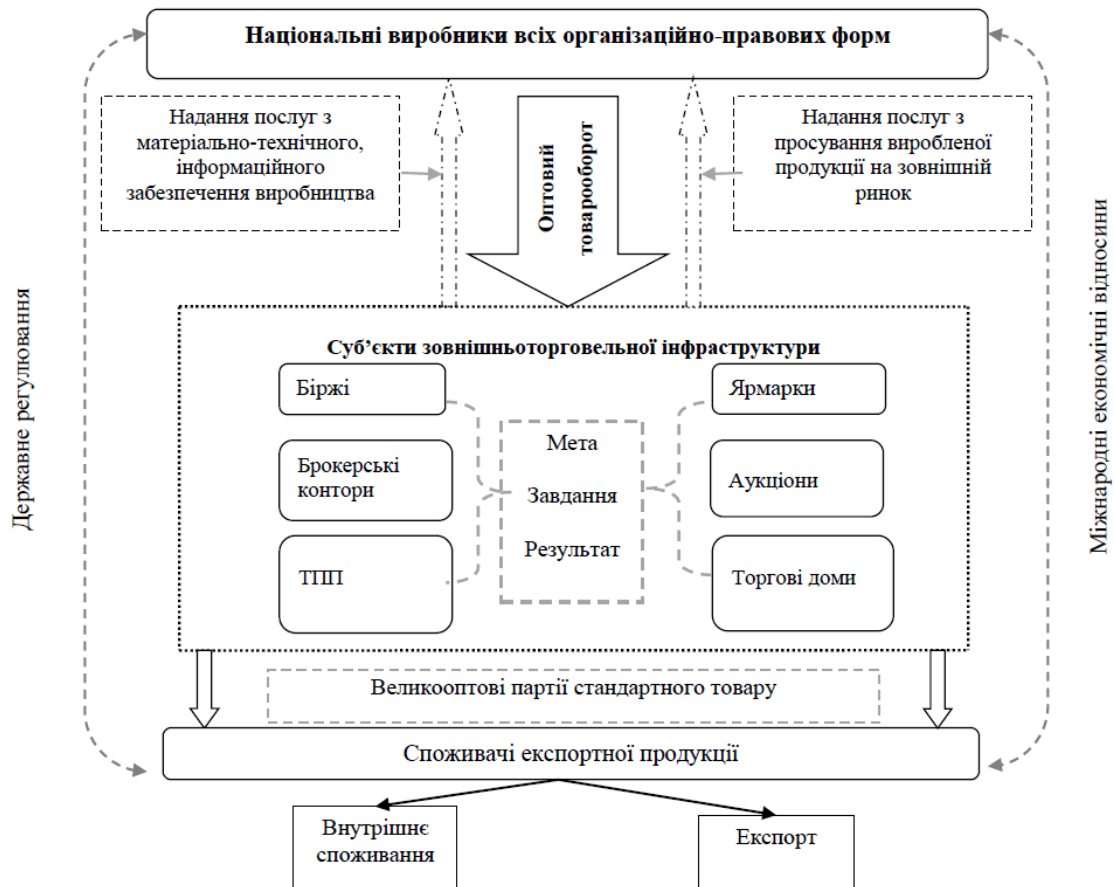 Національні виробники всіх організаційно-правових форм
Надання послуг з
матеріально-технічного,
інформаційного
забезпечення виробництва
Оптовий
товарооборот
Надання послуг з
просування виробленої
продукції на зовнішній
ринок
Державне регулювання
Міжнародні економічні відносини
Суб’єкти зовнішньоторговельної інфраструктури
Біржі
Брокерські
контори
ТПП
Мета
Завдання
Результат
Ярмарки
Аукціони
Торгові доми
Великооптові партії стандартного товару
Споживачі експортної продукції
Внутрішнє
споживання
Експорт